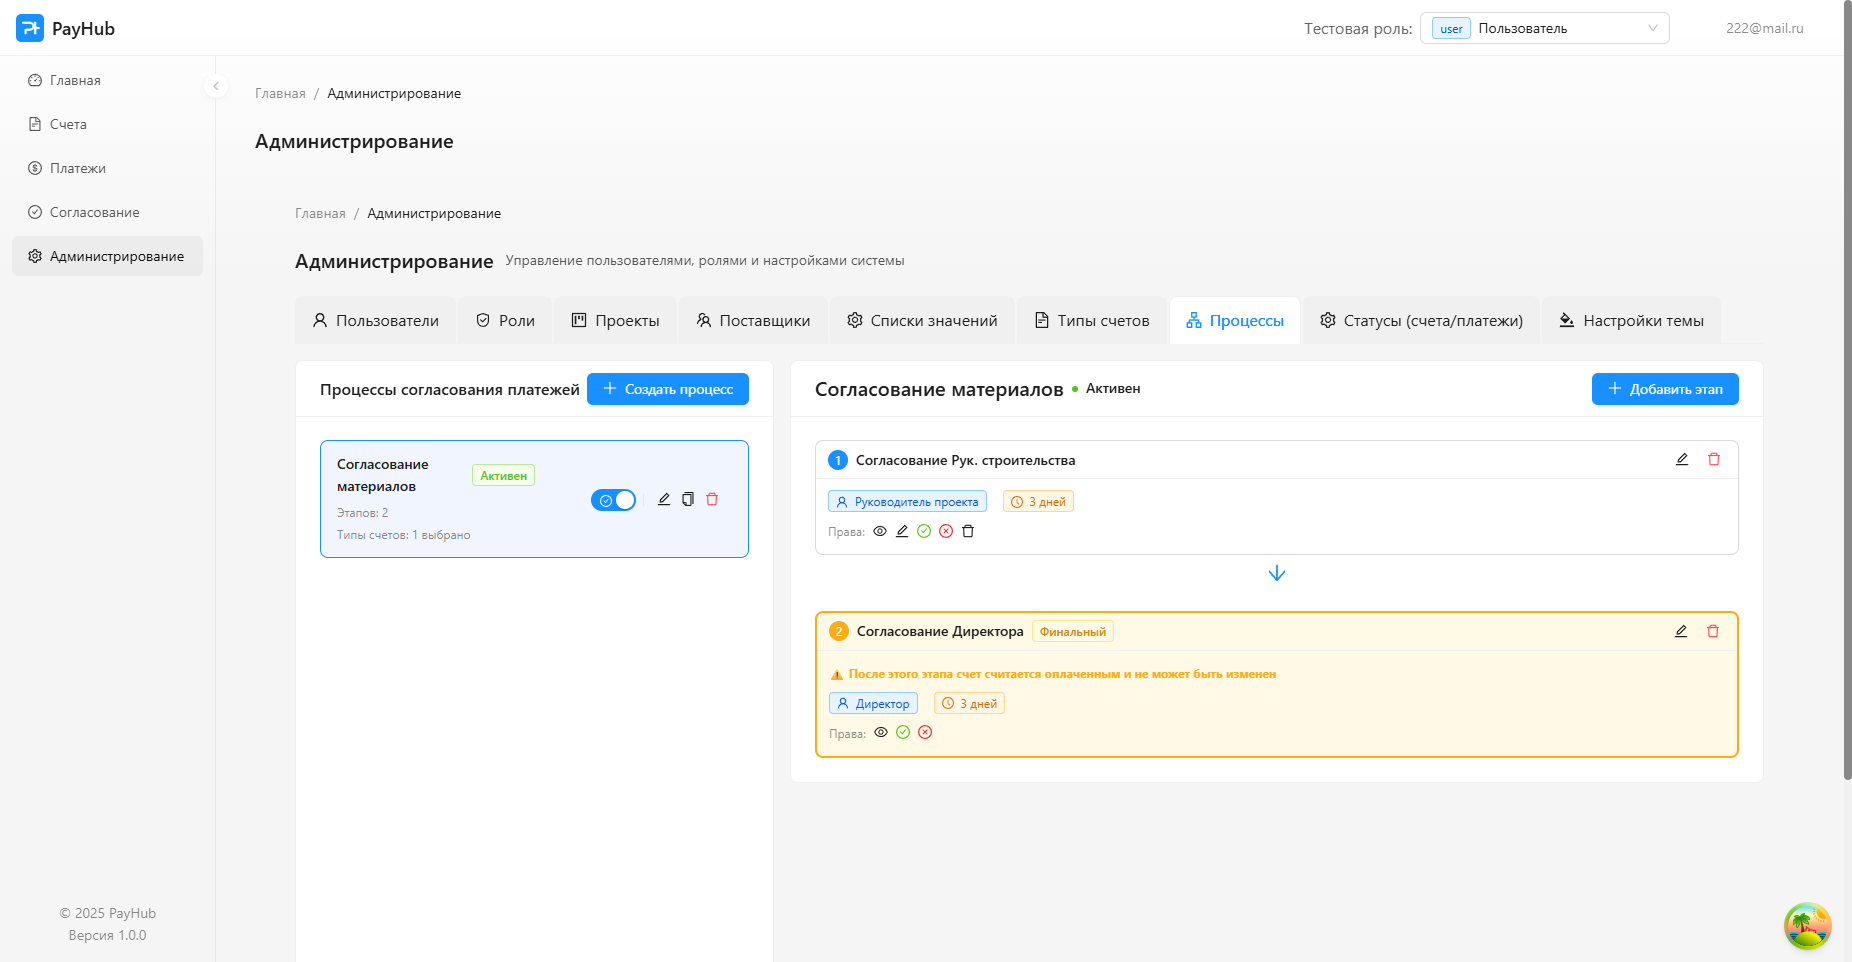 PayHub
Тестовая роль:
user Пользователь
222@mail.ru
Главная
Счета
Платежи
Согласование
Администрирование
Главная / Администрирование
Администрирование
Главная / Администрирование
Администрирование Управление пользователями, ролями и настройками системы
Пользователи
Роли
Проекты
Поставщики
Списки значений
Типы счетов
Процессы
Статусы (счета/платежи)
Настройки темы
Процессы согласования платежей
Создать процесс
Согласование
материалов
Активен
Этапов: 2
Типы счетов: 1 выбрано
Согласование материалов Активен
Добавить этап
1 Согласование Рук. строительства
Руководитель проекта
3 дней
Права:
2 Согласование Директора Финальный
После этого этапа счет считается оплаченным и не может быть изменен
Директор
3 дней
Права:
© 2025 PayHub
Версия 1.0.0